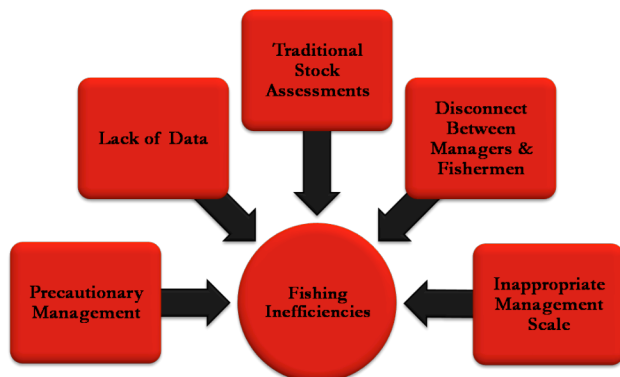 Traditional
Stock
Assessments
Lack of Data
Disconnect
Between
Managers &
Fishermen
Precautionary
Management
Fishing
Inefficiencies
Inappropriate
Management
Scale